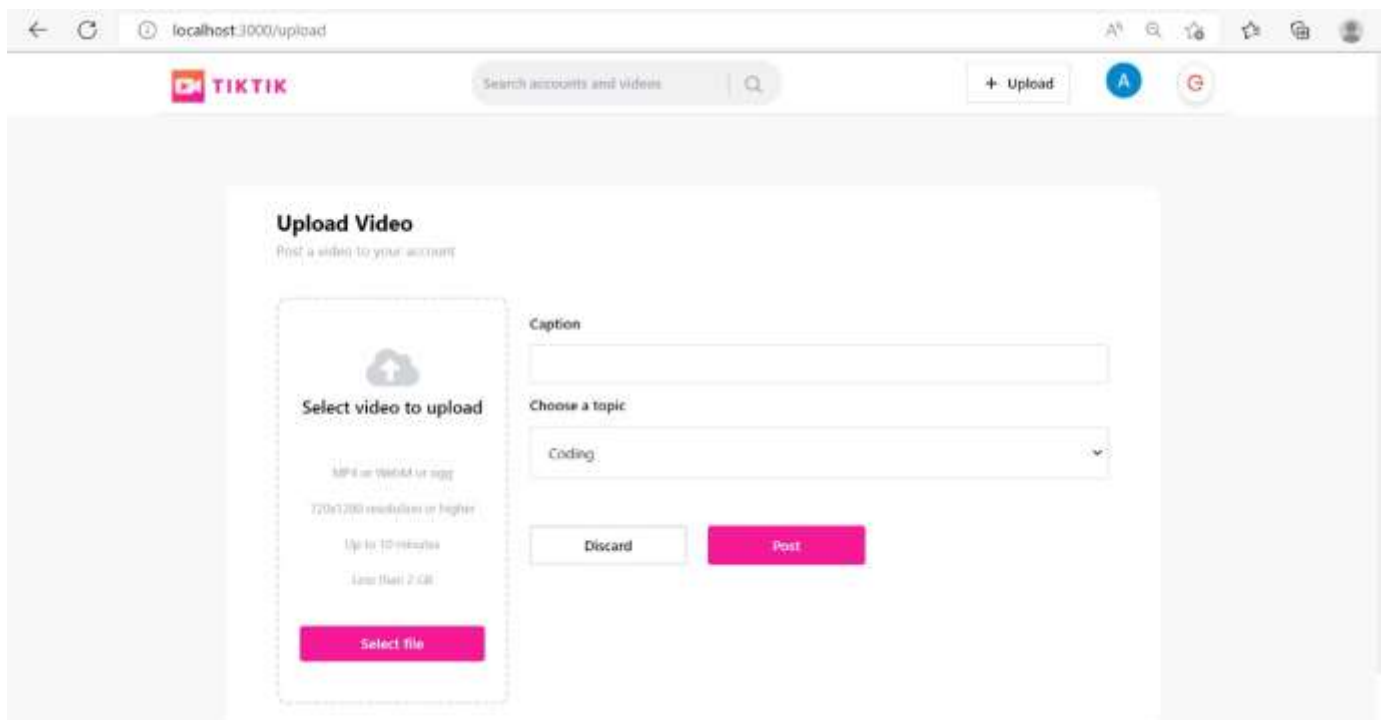 localhost:3000/upload
TIKTIK
Search accounts and videos
+ Upload
A
Upload Video
Post a video to your account
Caption
Select video to upload
Choose a topic
Coding
MP4 or WebM or ogg
720x1280 resolution or higher
Up to 10 minutes
Less than 2 GB
Discard
Post
Select file